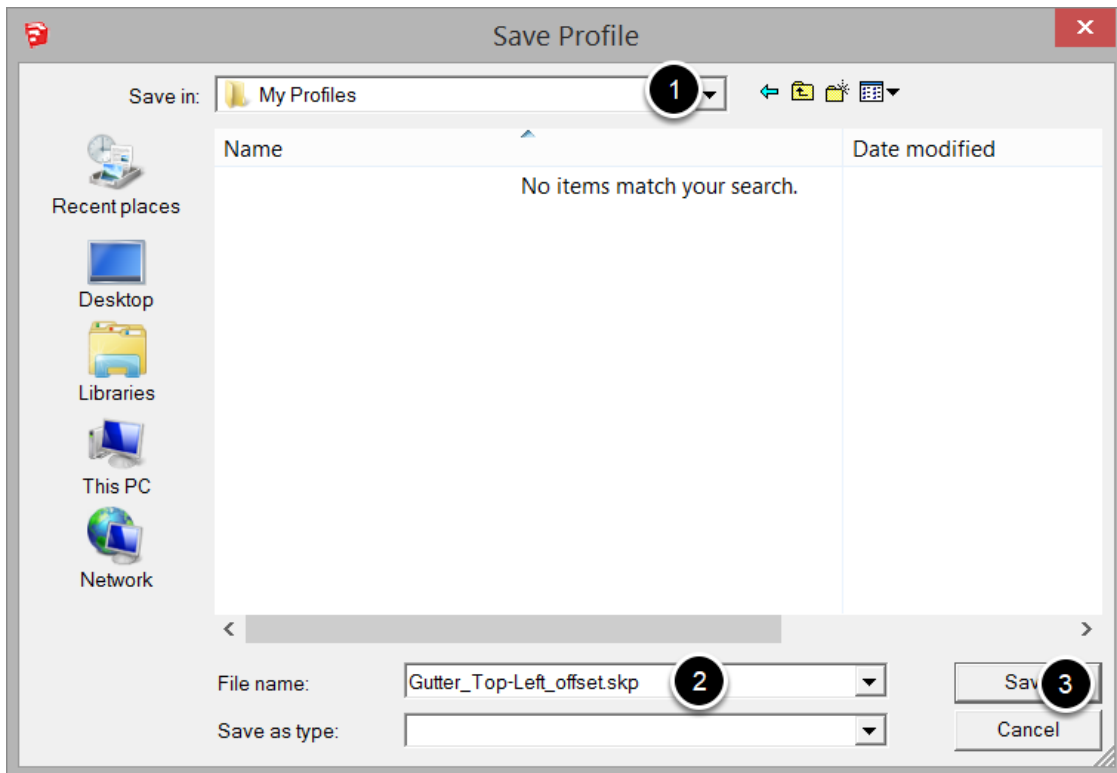 Save Profile
Save in: My Profiles 1
Name Date modified
No items match your search.
Recent places
Desktop
Libraries
This PC
Network
File name: Gutter_Top-Left_offset.skp 2 Sav 3
Save as type: Cancel